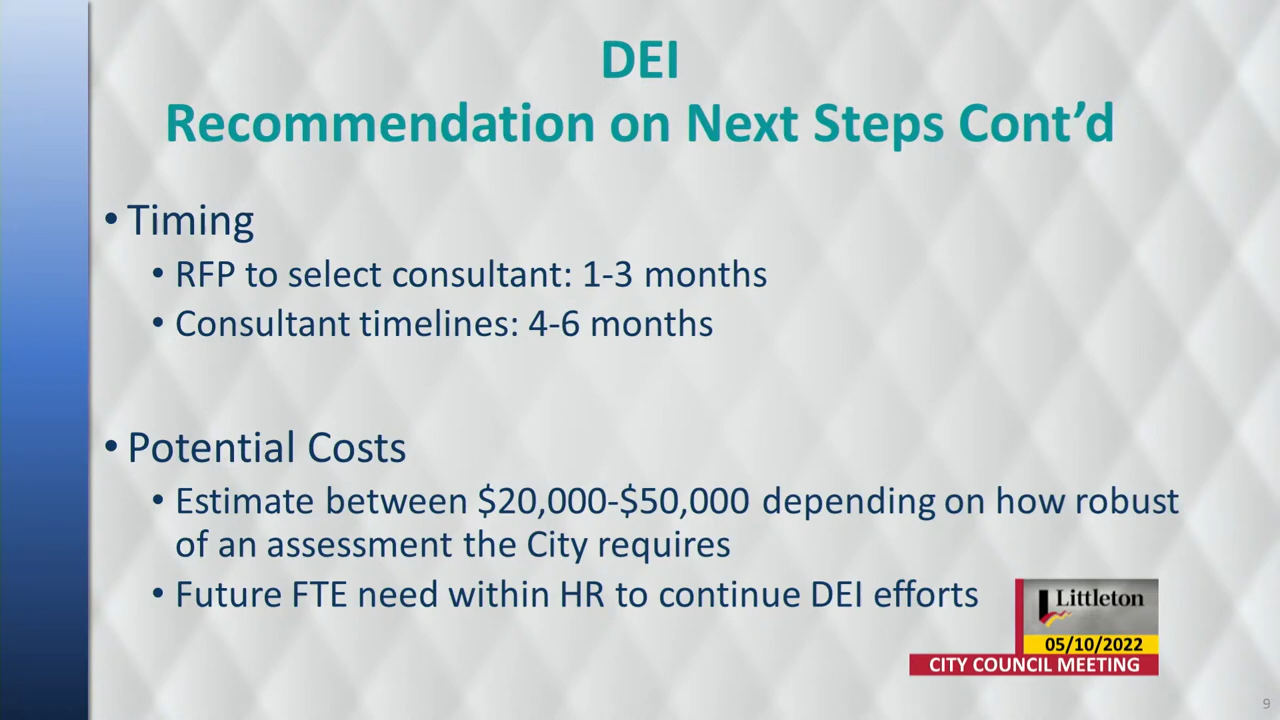 DEI
Recommendation on Next Steps Cont’d
• Timing
• RFP to select consultant: 1-3 months
• Consultant timelines: 4-6 months
• Potential Costs
• Estimate between $20,000-$50,000 depending on how robust
of an assessment the City requires
• Future FTE need within HR to continue DEI efforts
Littleton
05/10/2022
CITY COUNCIL MEETING
9